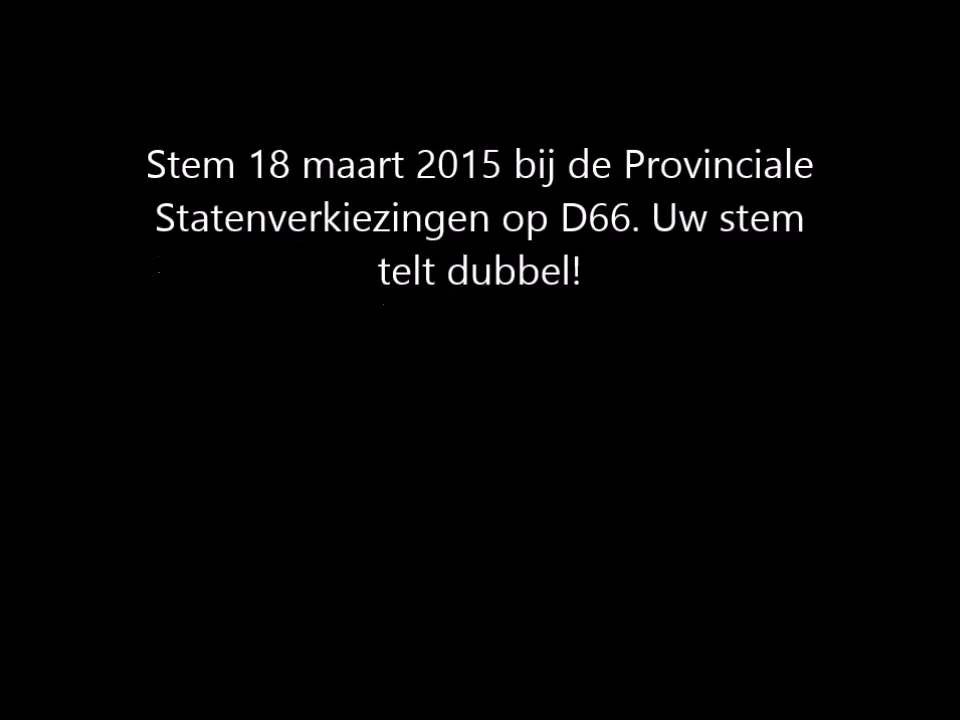 Stem 18 maart 2015 bij de Provinciale
Statenverkiezingen op D66. Uw stem
telt dubbel!